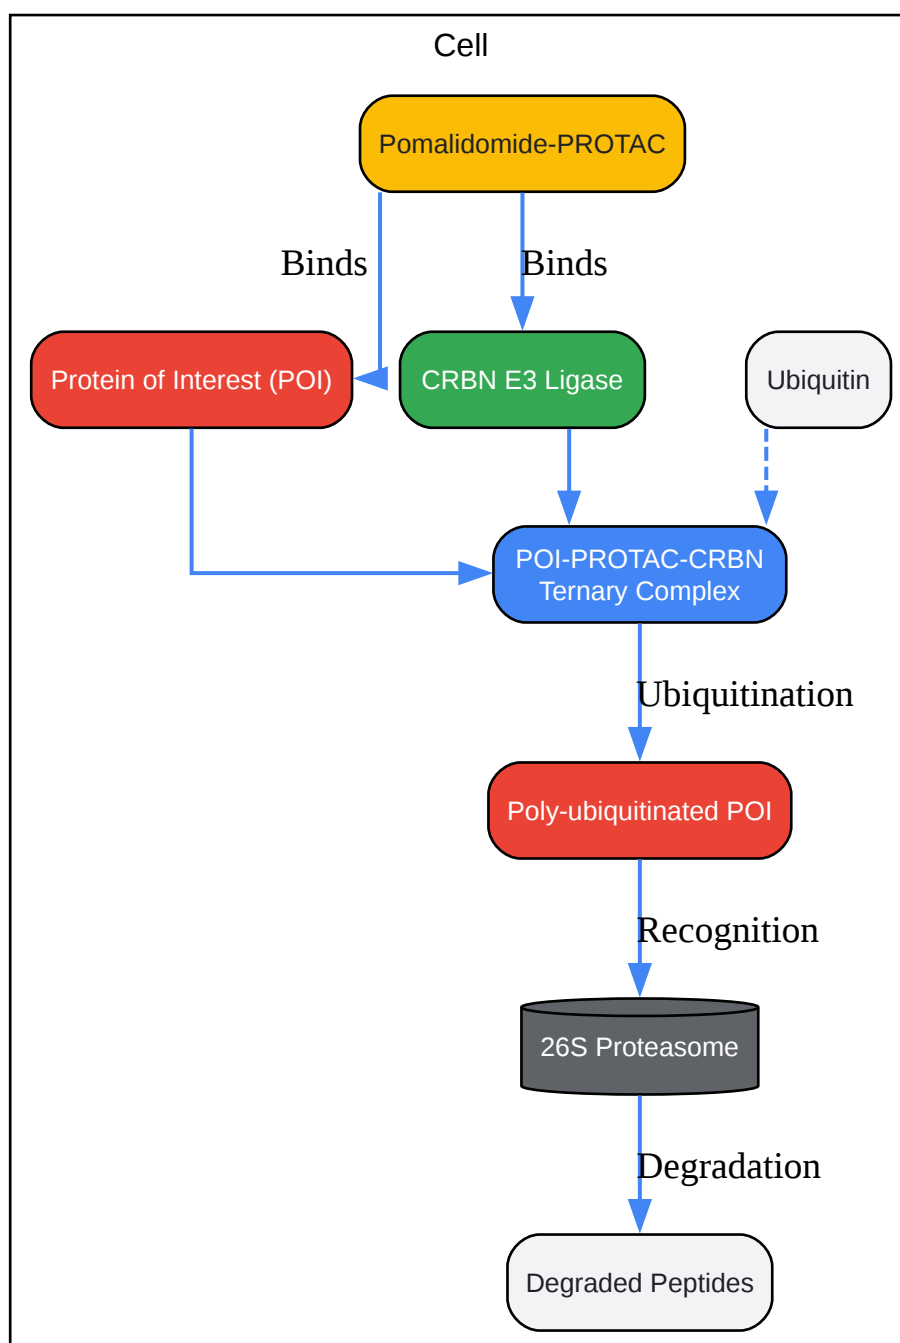 Cell
Pomalidomide-PROTAC
Binds
Binds
Protein of Interest (POI)
CRBN E3 Ligase
Ubiquitin
POI-PROTAC-CRBN
Ternary Complex
Ubiquitination
Poly-ubiquitinated POI
Recognition
26S Proteasome
Degradation
Degraded Peptides